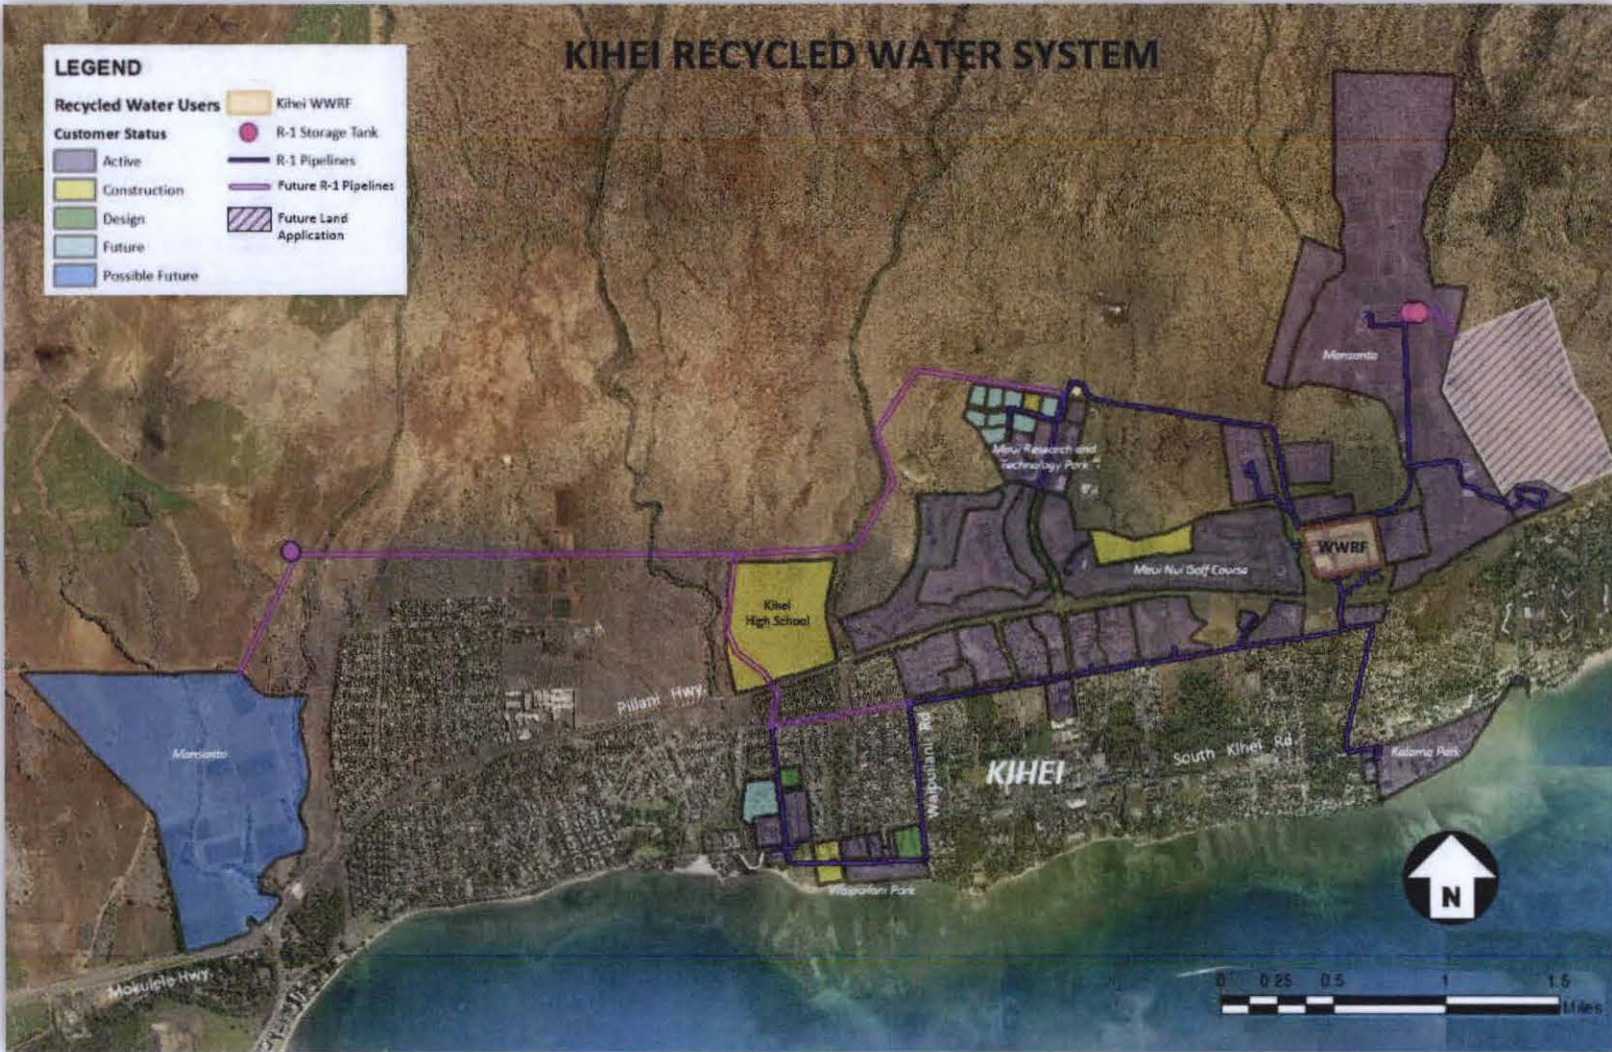 KIHEI RECYCLED WATER SYSTEM
LEGEND
Recycled Water Users
Customer Status
Active
Construction
Design
Future
Possible Future
Kihei WWRF
R-1 Storage Tank
R-1 Pipelines
Future R-1 Pipelines
Future Land
Application
Monsanto
Maui Research and
Technology Park
WWRF
Maui Nui Golf Course
Kihei
High School
Piilani Hwy.
Monsanto
Waipuilani Rd
KIHEI
South Kihei Rd.
Kalama Park
Waipuilani Park
Mokulele Hwy.
N
0 0.25 0.5 1 1.5
Miles